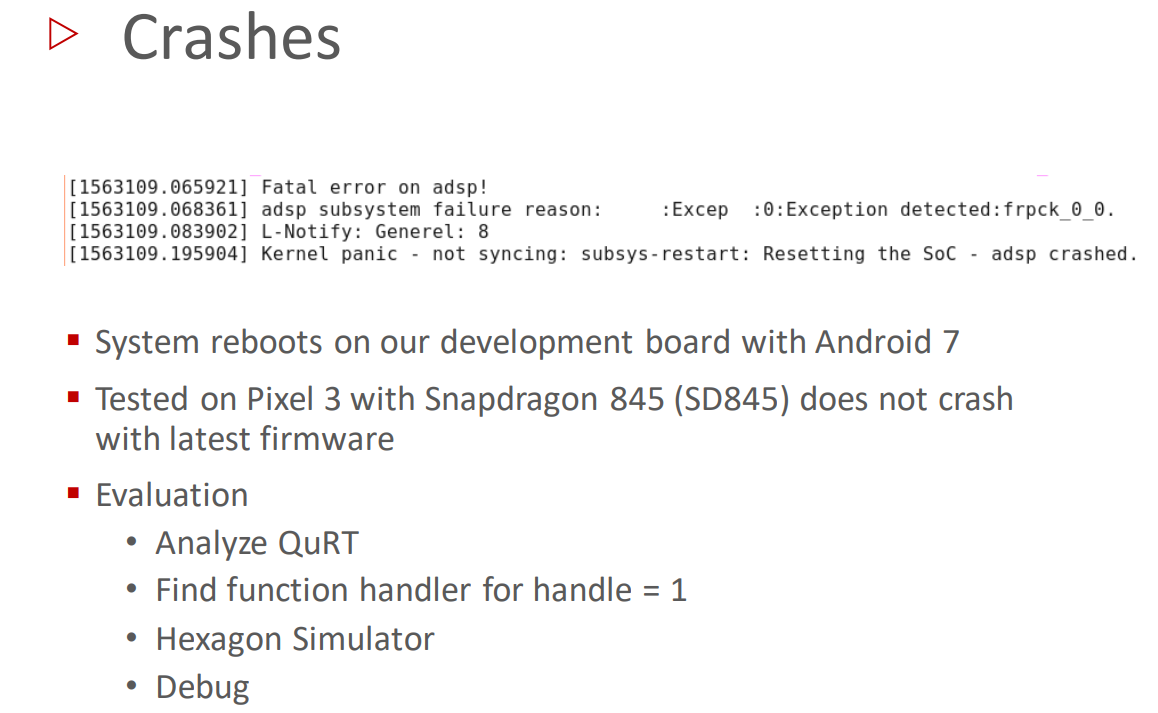 Crashes
[1563109.065921] Fatal error on adsp!
[1563109.068361] adsp subsystem failure reason:     :Excep  :0:Exception detected:frpck_0_0.
[1563109.083902] L-Notify: Generel: 8
[1563109.195904] Kernel panic - not syncing: subsys-restart: Resetting the SoC - adsp crashed.
System reboots on our development board with Android 7
Tested on Pixel 3 with Snapdragon 845 (SD845) does not crash
with latest firmware
Evaluation
Analyze QuRT
Find function handler for handle = 1
Hexagon Simulator
Debug